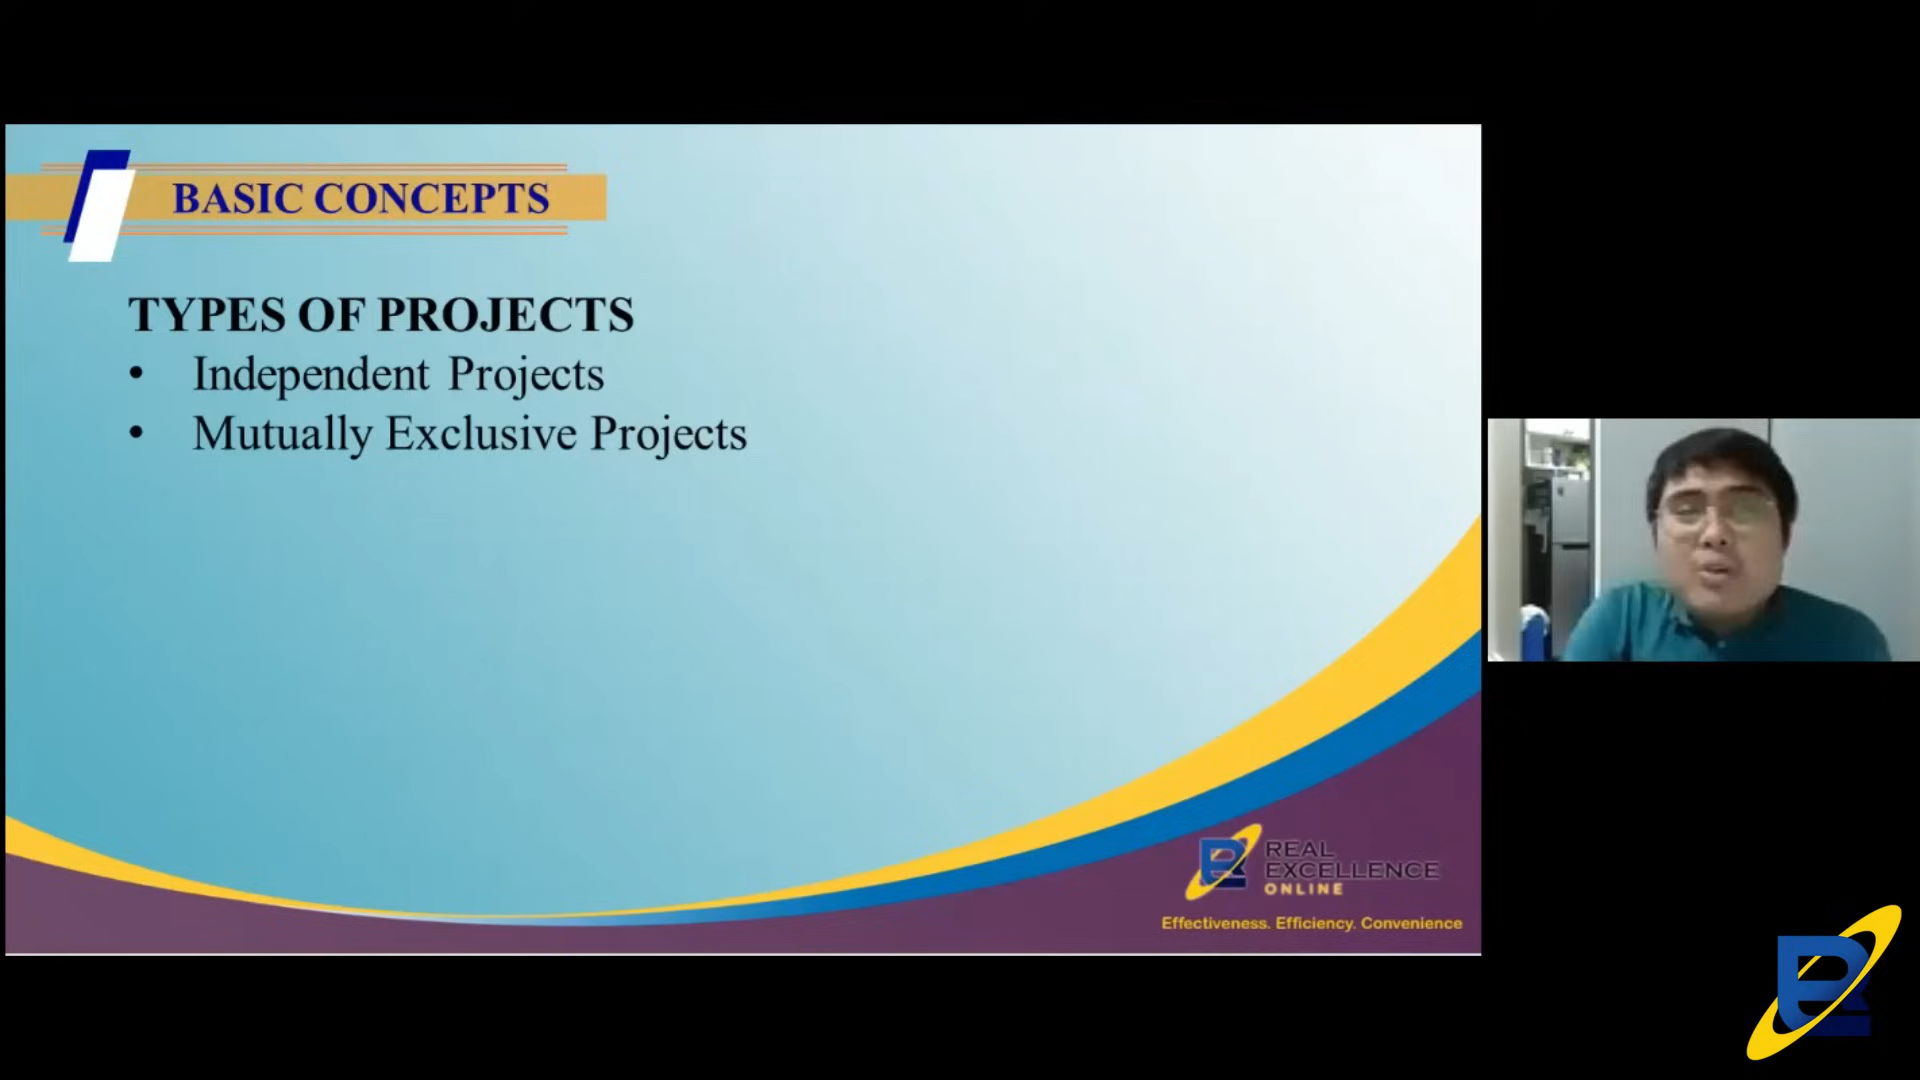 BASIC CONCEPTS
TYPES OF PROJECTS
• Independent Projects
• Mutually Exclusive Projects
REAL
EXCELLENCE
ONLINE
Effectiveness. Efficiency. Convenience